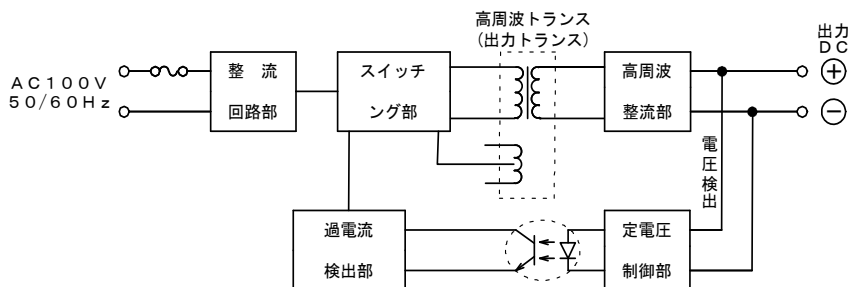 高周波トランス
(出力トランス)
出力
DC
AC100V
50/60Hz
整流
回路部
スイッチ
ング部
高周波
整流部
+
−
電圧検出
過電流
検出部
定電圧
制御部